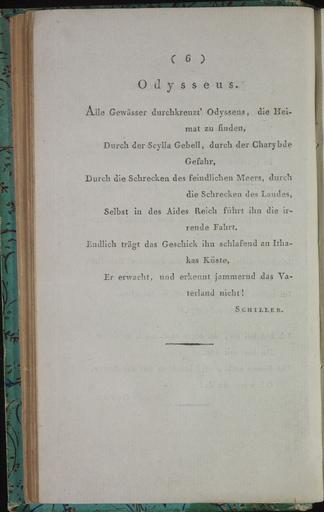 ( 6 )
Odysseus.
Alle Gewässer durchkreuzt' Odysseus, die Hei-
mat zu finden,
Durch der Scylla Gebell, durch der Charybde
Gefahr,
Durch die Schrecken des feindlichen Meers, durch
die Schrecken des Landes,
Selbst in des Aides Reich führt ihn die ir-
rende Fahrt.
Endlich trägt das Geschick ihn schlafend an Itha-
kas Küste,
Er erwacht, und erkennt jammernd das Va-
terland nicht!
SCHILLER.